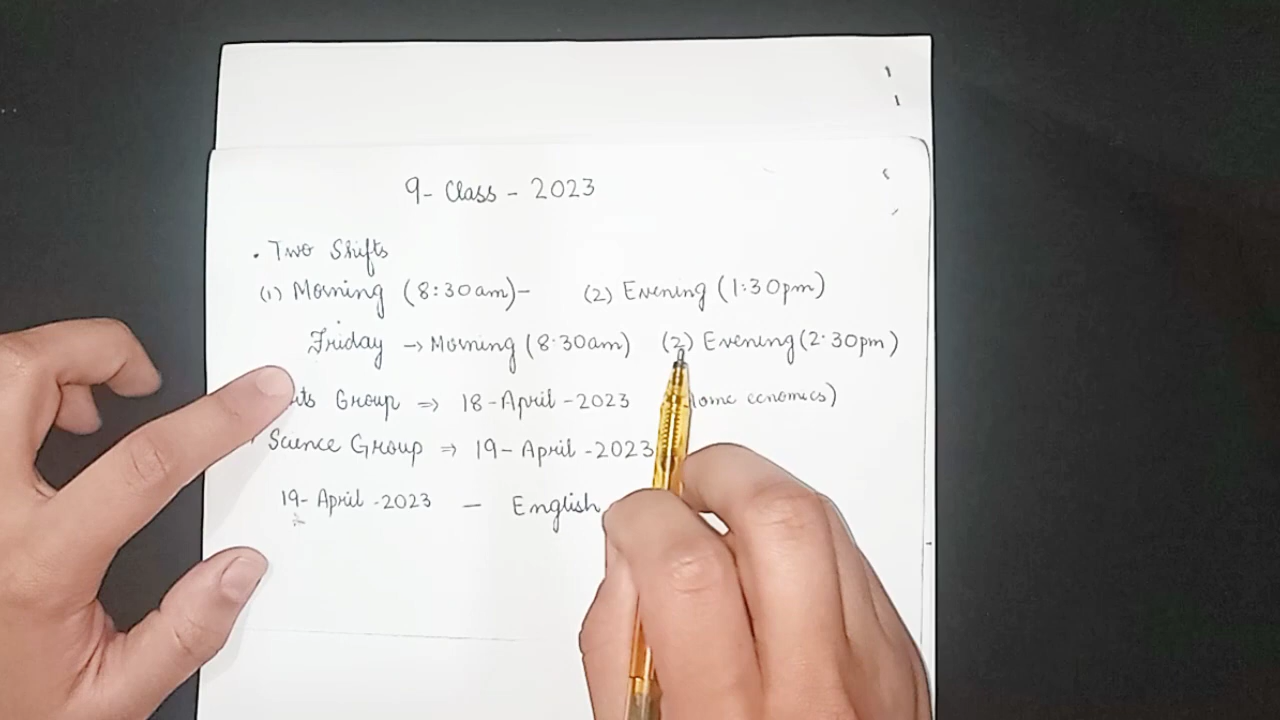 9- Class - 2023
. Two Shifts
(1) Morning (8:30am)- (2) Evening (1:30pm)
Friday → Morning (8:30am) (2) Evening (2:30pm)
Group ⇒ 18-April-2023 economics)
Science Group ⇒ 19-April-2023
19-April-2023 - English